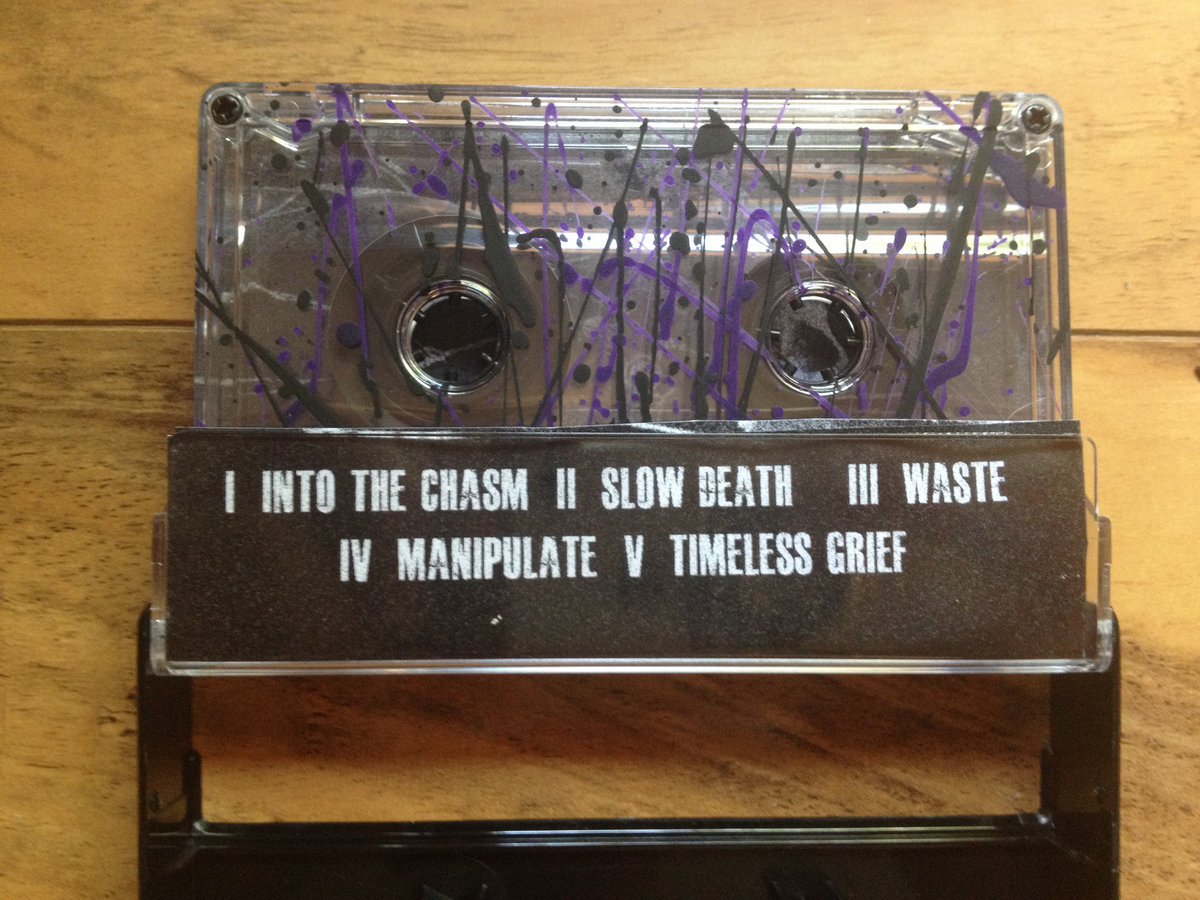 I INTO THE CHASM II SLOW DEATH III WASTE
IV MANIPULATE V TIMELESS GRIEF